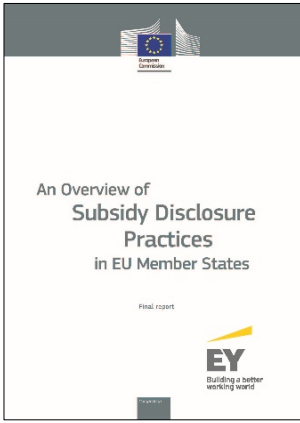 European
Commission
An Overview of
Subsidy Disclosure
Practices
in EU Member States
Final report
EY
Building a better
working world